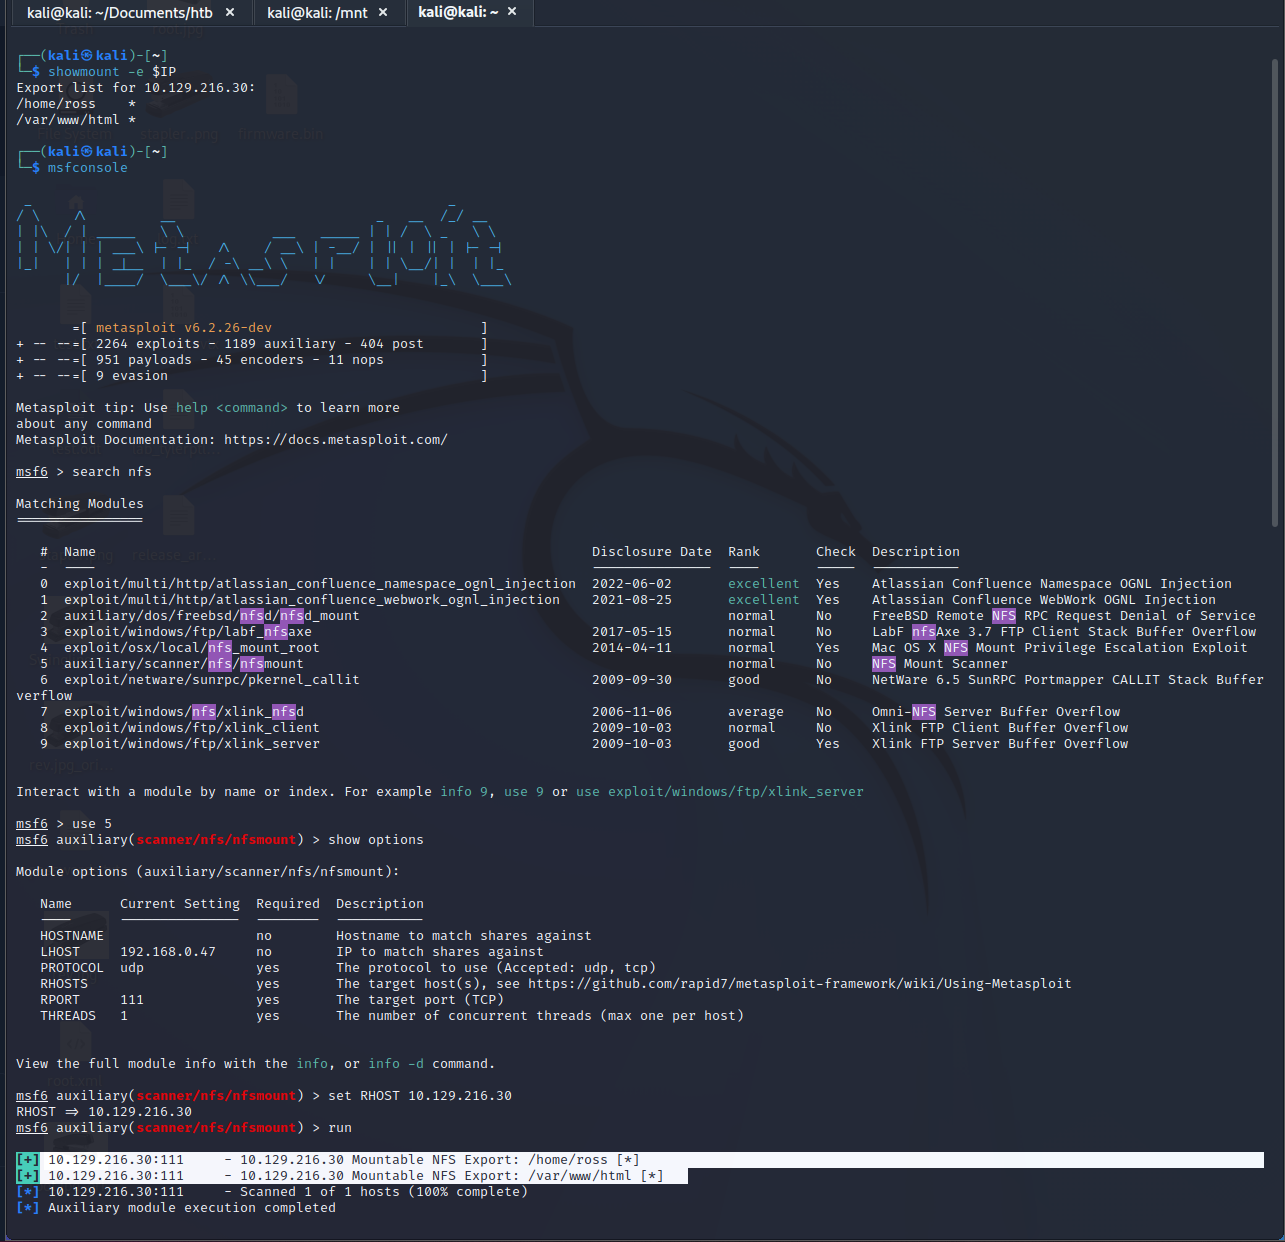 kali@kali: ~/Documents/htb × kali@kali: /mnt × kali@kali: ~ ×
┌──(kali㉿kali)-[~]
└─$ showmount -e $IP
Export list for 10.129.216.30:
/home/ross    *
/var/www/html *
┌──(kali㉿kali)-[~]
└─$ msfconsole
=[ metasploit v6.2.26-dev ]
+ -- --=[ 2264 exploits - 1189 auxiliary - 404 post ]
+ -- --=[ 951 payloads - 45 encoders - 11 nops ]
+ -- --=[ 9 evasion ]
Metasploit tip: Use help <command> to learn more
about any command
Metasploit Documentation: https://docs.metasploit.com/
msf6 > search nfs
Matching Modules
================
#  Name  Disclosure Date  Rank  Check  Description
-  ----  ---------------  ----  -----  -----------
0  exploit/multi/http/atlassian_confluence_namespace_ognl_injection  2022-06-02  excellent  Yes  Atlassian Confluence Namespace OGNL Injection
1  exploit/multi/http/atlassian_confluence_webwork_ognl_injection  2021-08-25  excellent  Yes  Atlassian Confluence WebWork OGNL Injection
2  auxiliary/dos/freebsd/nfsd/nfsd_mount  normal  No  FreeBSD Remote NFS RPC Request Denial of Service
3  exploit/windows/ftp/labf_nfsaxe  2017-05-15  normal  No  LabF nfsAxe 3.7 FTP Client Stack Buffer Overflow
4  exploit/osx/local/nfs_mount_root  2014-04-11  normal  Yes  Mac OS X NFS Mount Privilege Escalation Exploit
5  auxiliary/scanner/nfs/nfsmount  normal  No  NFS Mount Scanner
6  exploit/netware/sunrpc/pkernel_callit  2009-09-30  good  No  NetWare 6.5 SunRPC Portmapper CALLIT Stack Buffer
verflow
7  exploit/windows/nfs/xlink_nfsd  2006-11-06  average  No  Omni-NFS Server Buffer Overflow
8  exploit/windows/ftp/xlink_client  2009-10-03  normal  No  Xlink FTP Client Buffer Overflow
9  exploit/windows/ftp/xlink_server  2009-10-03  good  Yes  Xlink FTP Server Buffer Overflow
Interact with a module by name or index. For example info 9, use 9 or use exploit/windows/ftp/xlink_server
msf6 > use 5
msf6 auxiliary(scanner/nfs/nfsmount) > show options
Module options (auxiliary/scanner/nfs/nfsmount):
Name  Current Setting  Required  Description
----  ---------------  --------  -----------
HOSTNAME  no  Hostname to match shares against
LHOST  192.168.0.47  no  IP to match shares against
PROTOCOL  udp  yes  The protocol to use (Accepted: udp, tcp)
RHOSTS  yes  The target host(s), see https://github.com/rapid7/metasploit-framework/wiki/Using-Metasploit
RPORT  111  yes  The target port (TCP)
THREADS  1  yes  The number of concurrent threads (max one per host)
View the full module info with the info, or info -d command.
msf6 auxiliary(scanner/nfs/nfsmount) > set RHOST 10.129.216.30
RHOST => 10.129.216.30
msf6 auxiliary(scanner/nfs/nfsmount) > run
[+] 10.129.216.30:111     - 10.129.216.30 Mountable NFS Export: /home/ross [*]
[+] 10.129.216.30:111     - 10.129.216.30 Mountable NFS Export: /var/www/html [*]
[*] 10.129.216.30:111     - Scanned 1 of 1 hosts (100% complete)
[*] Auxiliary module execution completed